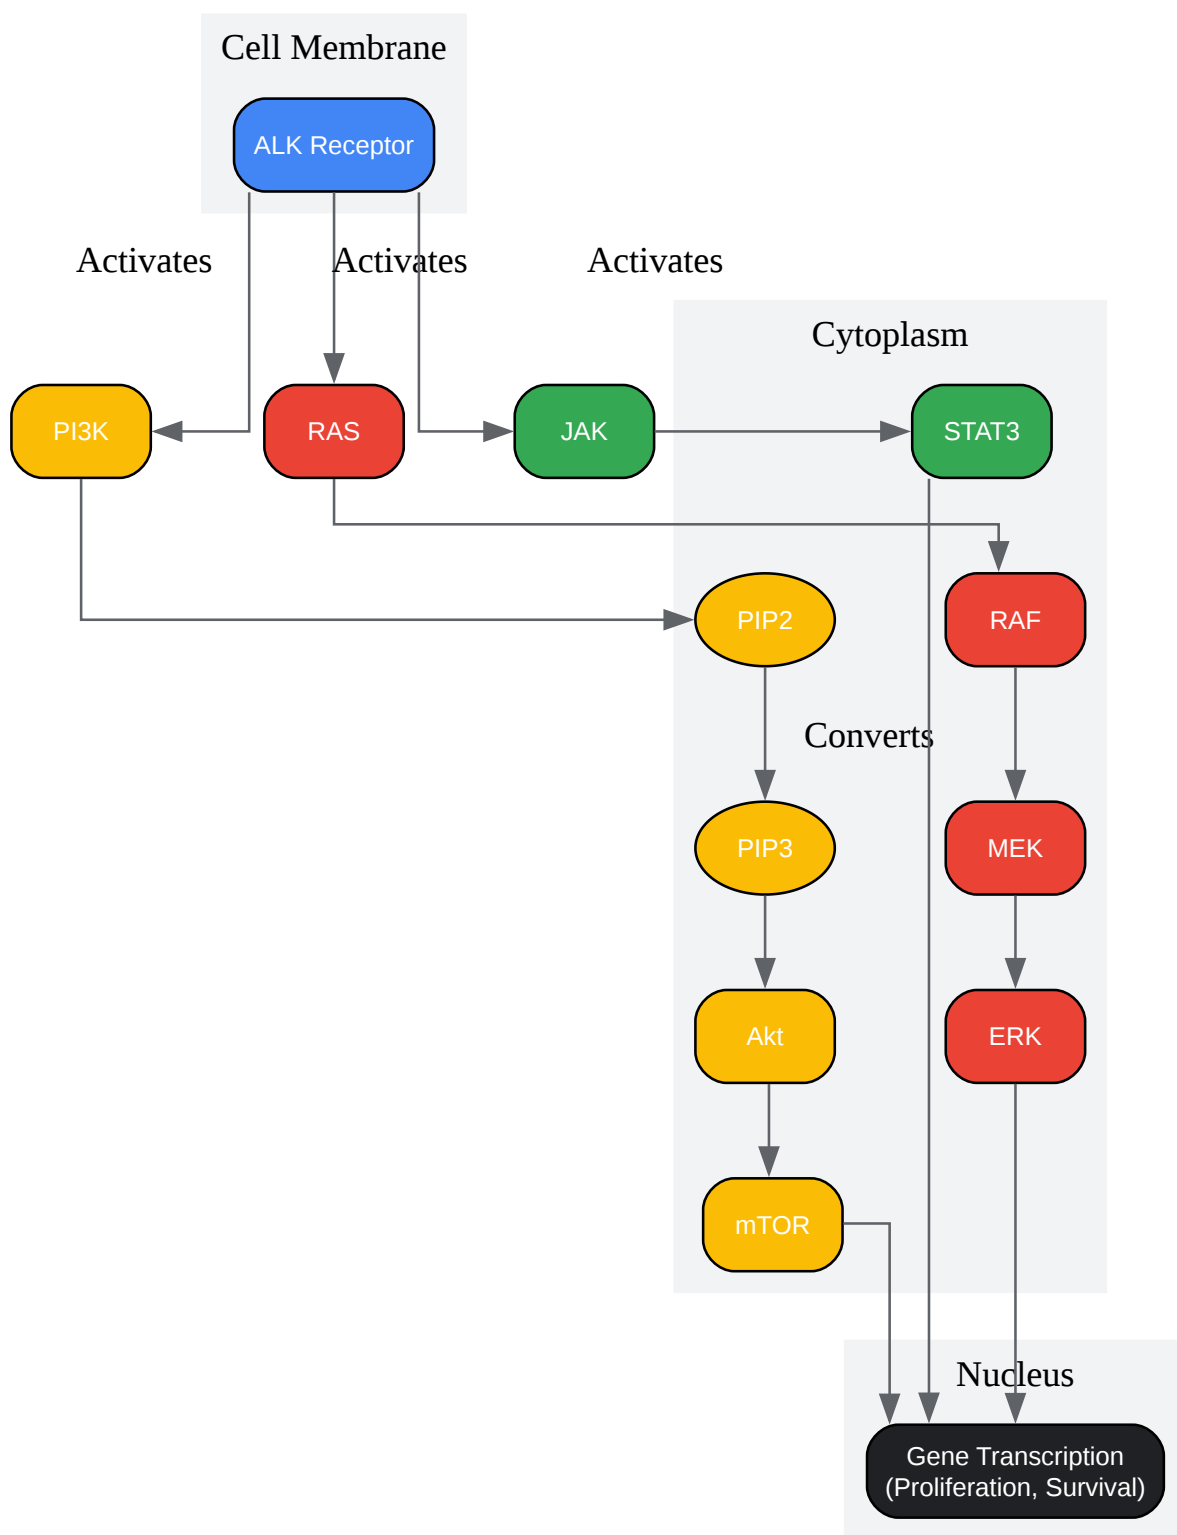 Cell Membrane
ALK Receptor
Activates
Activates
Activates
Cytoplasm
PI3K
RAS
JAK
STAT3
PIP2
RAF
Converts
PIP3
MEK
Akt
ERK
mTOR
Nucleus
Gene Transcription
(Proliferation, Survival)